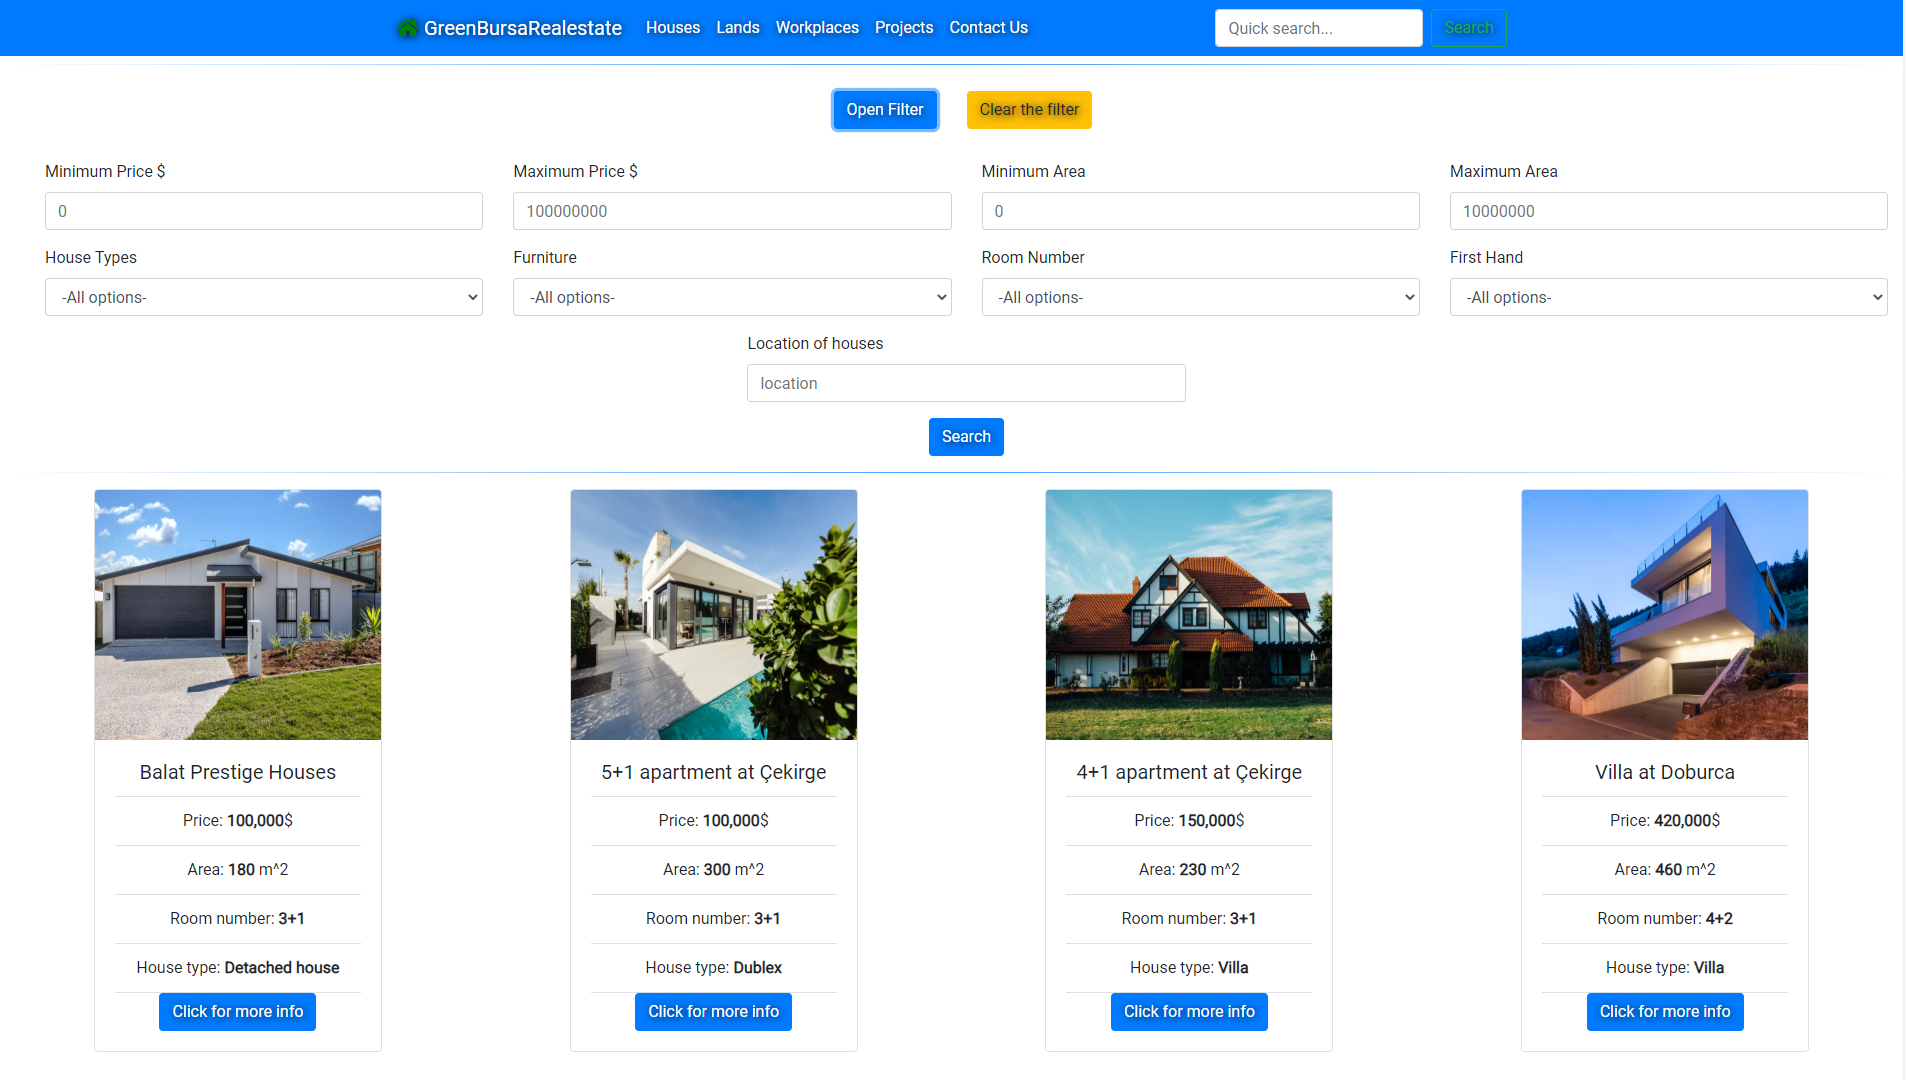 GreenBursaRealestate Houses Lands Workplaces Projects Contact Us Quick search... Search
Open Filter Clear the filter
Minimum Price $ Maximum Price $ Minimum Area Maximum Area
0 100000000 0 10000000
House Types Furniture Room Number First Hand
-All options- -All options- -All options- -All options-
Location of houses
location
Search
Balat Prestige Houses
Price: 100,000$
Area: 180 m^2
Room number: 3+1
House type: Detached house
Click for more info
5+1 apartment at Çekirge
Price: 100,000$
Area: 300 m^2
Room number: 3+1
House type: Dublex
Click for more info
4+1 apartment at Çekirge
Price: 150,000$
Area: 230 m^2
Room number: 3+1
House type: Villa
Click for more info
Villa at Doburca
Price: 420,000$
Area: 460 m^2
Room number: 4+2
House type: Villa
Click for more info